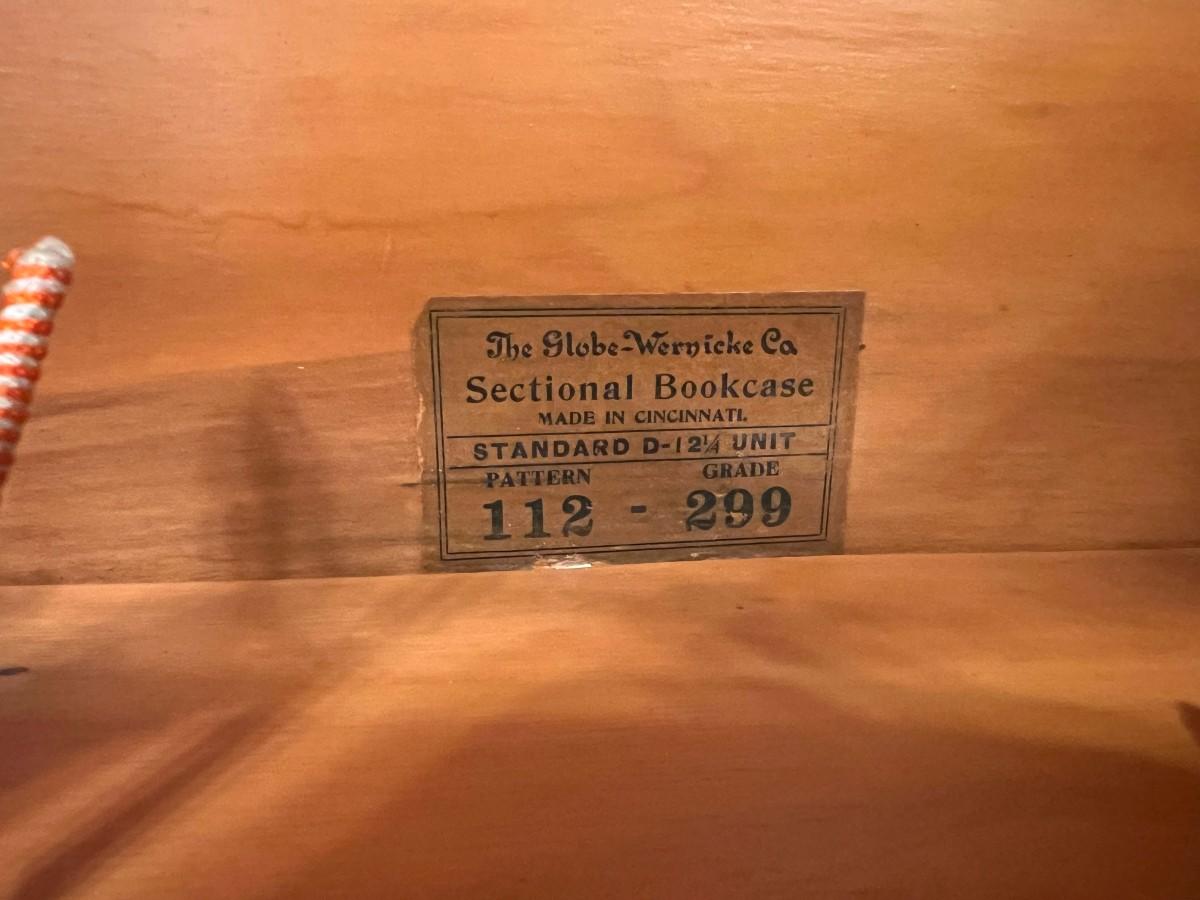 The Globe-Wernicke Co.
Sectional Bookcase
MADE IN CINCINNATI.
STANDARD D-12¼ UNIT
PATTERN GRADE
112 - 299